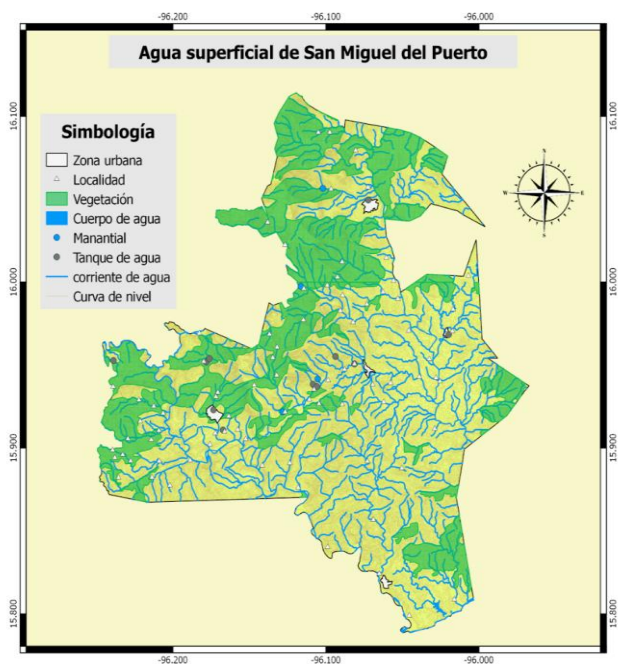 -96.200 -96.100 -96.000
Agua superficial de San Miguel del Puerto
16.100 16.100
Simbología
Zona urbana
Localidad
Vegetación
Cuerpo de agua
Manantial
Tanque de agua
corriente de agua
Curva de nivel
N
W E
S
16.000 16.000
15.900 15.900
15.800 15.800
-96.200 -96.100 -96.000